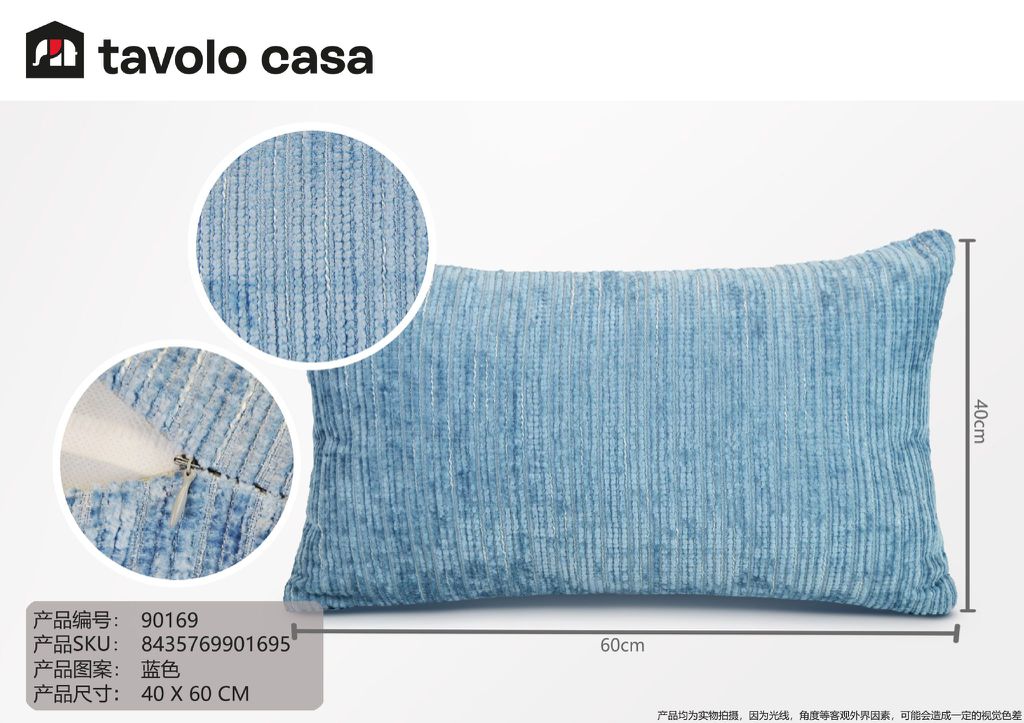 tavolo casa
40cm
60cm
产品编号： 90169
产品SKU： 8435769901695
产品图案： 蓝色
产品尺寸： 40 X 60 CM
产品均为实物拍摄，因为光线，角度等客观外界因素，可能会造成一定的视觉色差